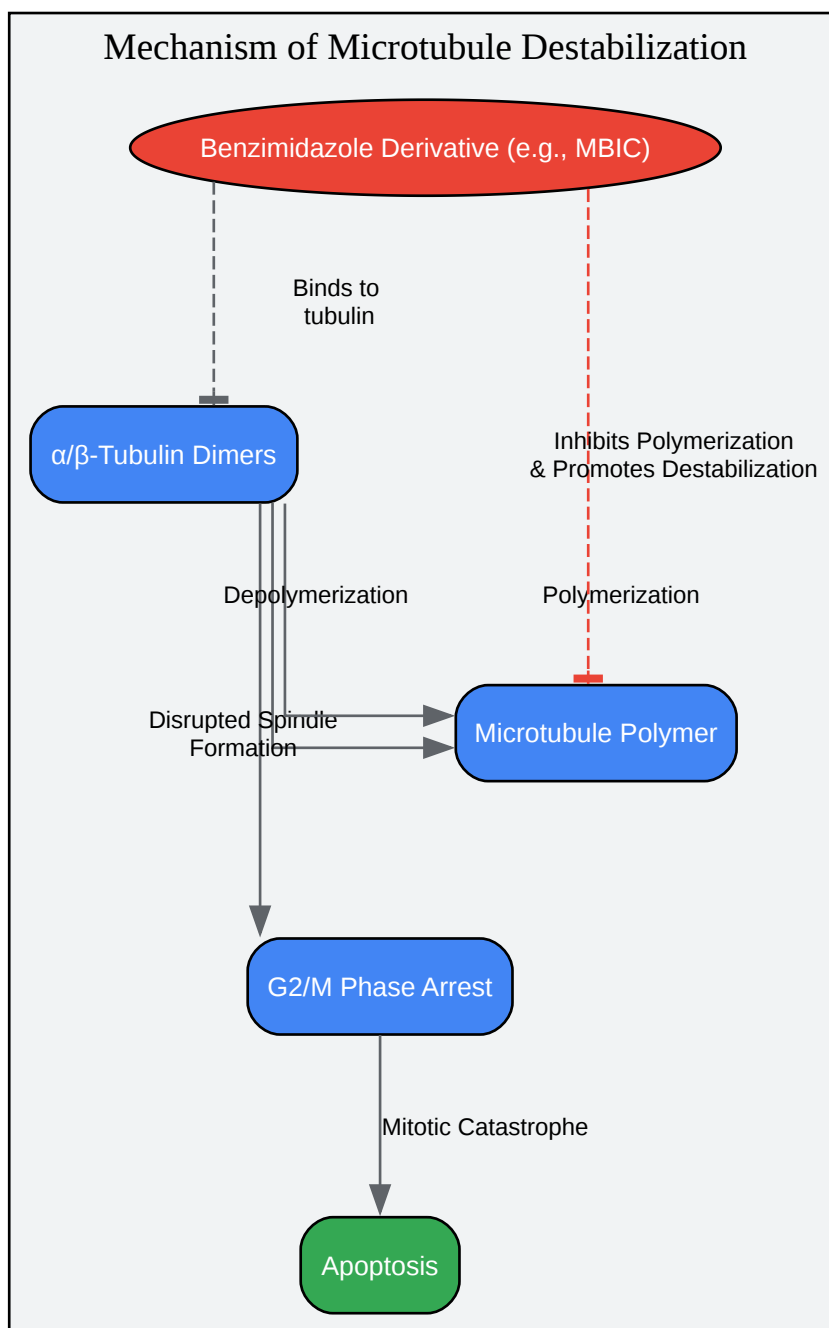 Mechanism of Microtubule Destabilization
Benzimidazole Derivative (e.g., MBIC)
Binds to
tubulin
α/β-Tubulin Dimers
Inhibits Polymerization
& Promotes Destabilization
Depolymerization
Polymerization
Disrupted Spindle
Formation
Microtubule Polymer
G2/M Phase Arrest
Mitotic Catastrophe
Apoptosis